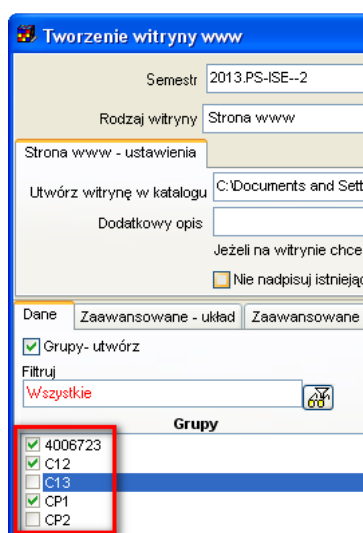 Tworzenie witryny www
Semestr 2013.PS-ISE--2
Rodzaj witryny Strona www
Strona www - ustawienia
Utwórz witrynę w katalogu C:\Documents and Sett
Dodatkowy opis
Jeżeli na witrynie chce
Nie nadpisuj istnieją
Dane Zaawansowane - układ Zaawansowane
Grupy- utwórz
Filtruj
Wszystkie
Grupy
4006723
C12
C13
CP1
CP2